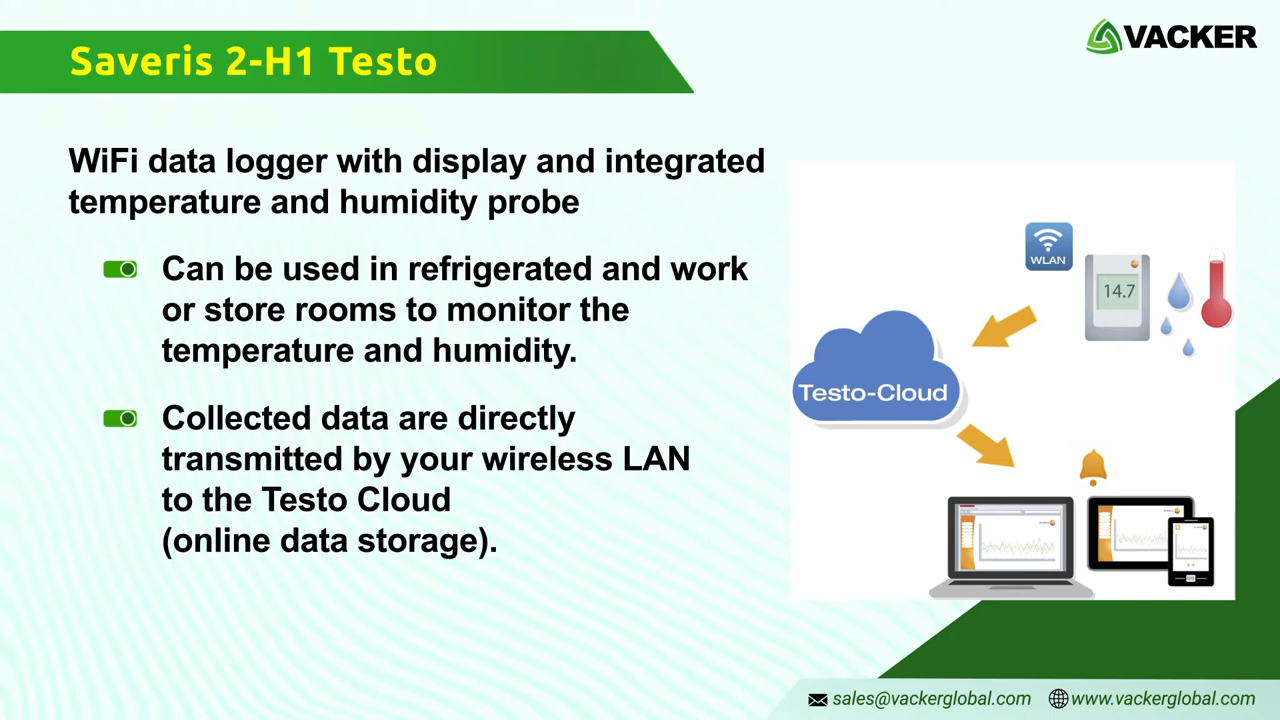 Saveris 2-H1 Testo
VACKER
WiFi data logger with display and integrated
temperature and humidity probe
Can be used in refrigerated and work
or store rooms to monitor the
temperature and humidity.
Collected data are directly
transmitted by your wireless LAN
to the Testo Cloud
(online data storage).
WLAN
14.7
Testo-Cloud
sales@vackerglobal.com
www.vackerglobal.com